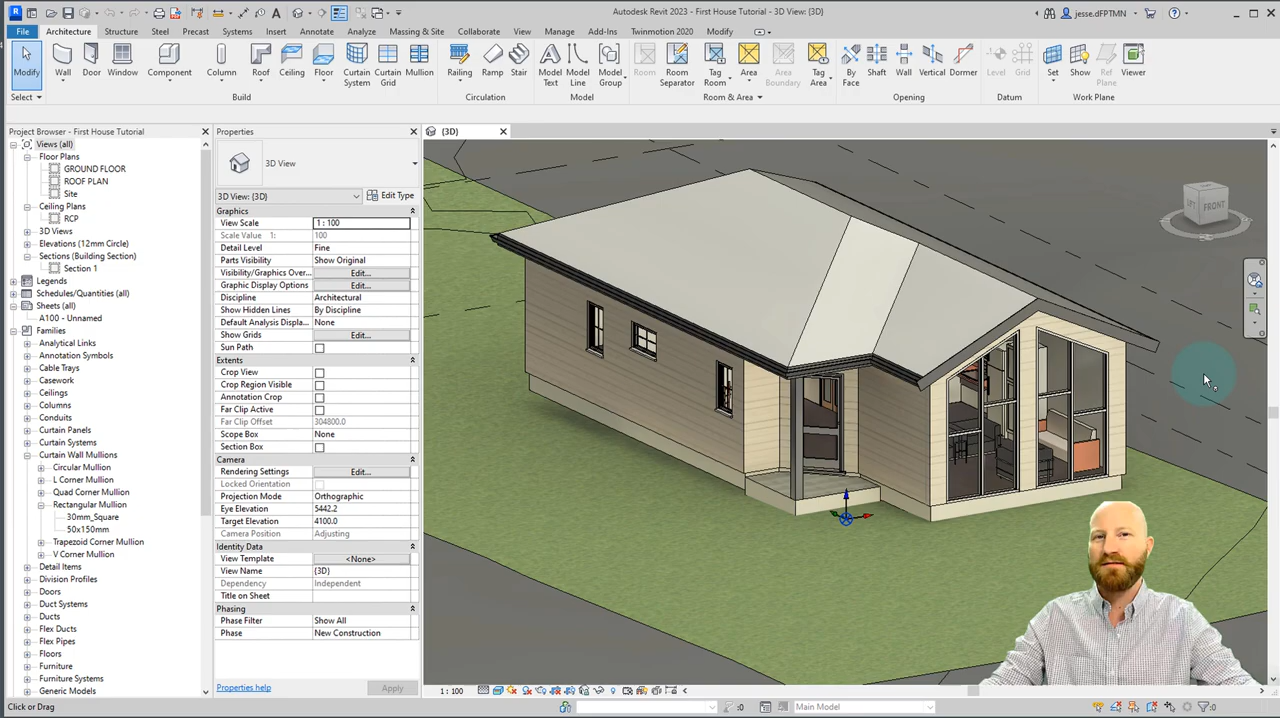 Autodesk Revit 2023 - First House Tutorial - 3D View: {3D}
jesse.dFPTMN
File
Architecture
Structure
Steel
Precast
Systems
Insert
Annotate
Analyze
Massing & Site
Collaborate
View
Manage
Add-Ins
Twinmotion 2020
Modify
Modify
Wall
Door
Window
Component
Column
Roof
Ceiling
Floor
Curtain System
Curtain Grid
Mullion
Railing
Ramp
Stair
Model Text
Model Line
Model Group
Room
Room Separator
Tag Room
Area
Area Boundary
Tag Area
By Face
Shaft
Wall
Vertical
Dormer
Level
Grid
Set
Show
Ref Plane
Viewer
Select
Build
Circulation
Model
Room & Area
Opening
Datum
Work Plane
Project Browser - First House Tutorial
Views (all)
Floor Plans
GROUND FLOOR
ROOF PLAN
Site
Ceiling Plans
RCP
3D Views
Elevations (12mm Circle)
Sections (Building Section)
Section 1
Legends
Schedules/Quantities (all)
Sheets (all)
A100 - Unnamed
Families
Analytical Links
Annotation Symbols
Cable Trays
Casework
Ceilings
Columns
Conduits
Curtain Panels
Curtain Systems
Curtain Wall Mullions
Circular Mullion
L Corner Mullion
Quad Corner Mullion
Rectangular Mullion
30mm_Square
50x150mm
Trapezoid Corner Mullion
V Corner Mullion
Detail Items
Division Profiles
Doors
Duct Systems
Ducts
Flex Ducts
Flex Pipes
Floors
Furniture
Furniture Systems
Generic Models
Properties
3D View
3D View: {3D}
Edit Type
Graphics
View Scale 1 : 100
Scale Value 1: 100
Detail Level Fine
Parts Visibility Show Original
Visibility/Graphics Over... Edit...
Graphic Display Options Edit...
Discipline Architectural
Show Hidden Lines By Discipline
Default Analysis Displa... None
Show Grids Edit...
Sun Path
Extents
Crop View
Crop Region Visible
Annotation Crop
Far Clip Active
Far Clip Offset 304800.0
Scope Box None
Section Box
Camera
Rendering Settings Edit...
Locked Orientation
Projection Mode Orthographic
Eye Elevation 5442.2
Target Elevation 4100.0
Camera Position Adjusting
Identity Data
View Template <None>
View Name {3D}
Dependency Independent
Title on Sheet
Phasing
Phase Filter Show All
Phase New Construction
Properties help
Apply
{3D}
LEFT
FRONT
1 : 100
Click or Drag
:0
Main Model
:0